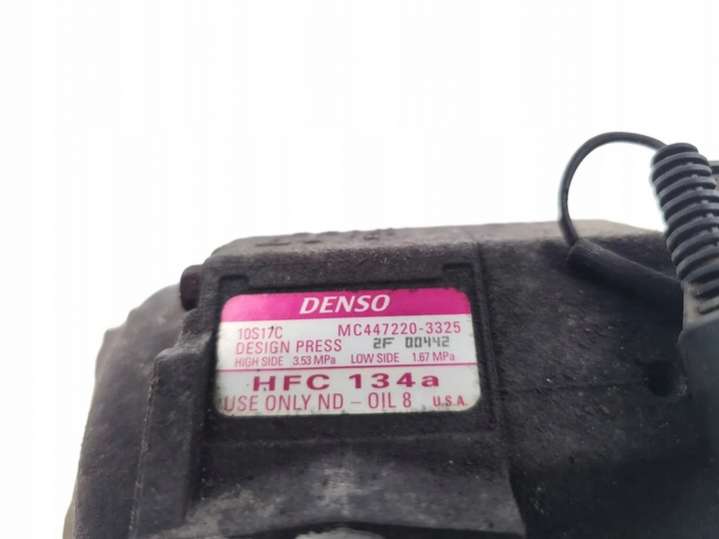 DENSO
10S17C MC447220-3325
DESIGN PRESS 2F 00442
HIGH SIDE 3.53 MPa LOW SIDE 1.67 MPa
HFC 134a
USE ONLY ND-OIL 8 U.S.A.